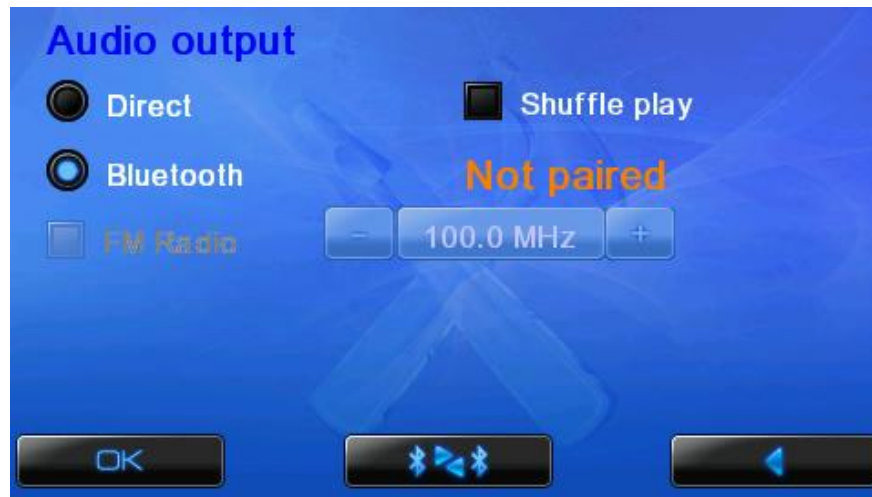 Audio output
Direct
Shuffle play
Bluetooth
Not paired
FM Radio
- 100.0 MHz +
OK